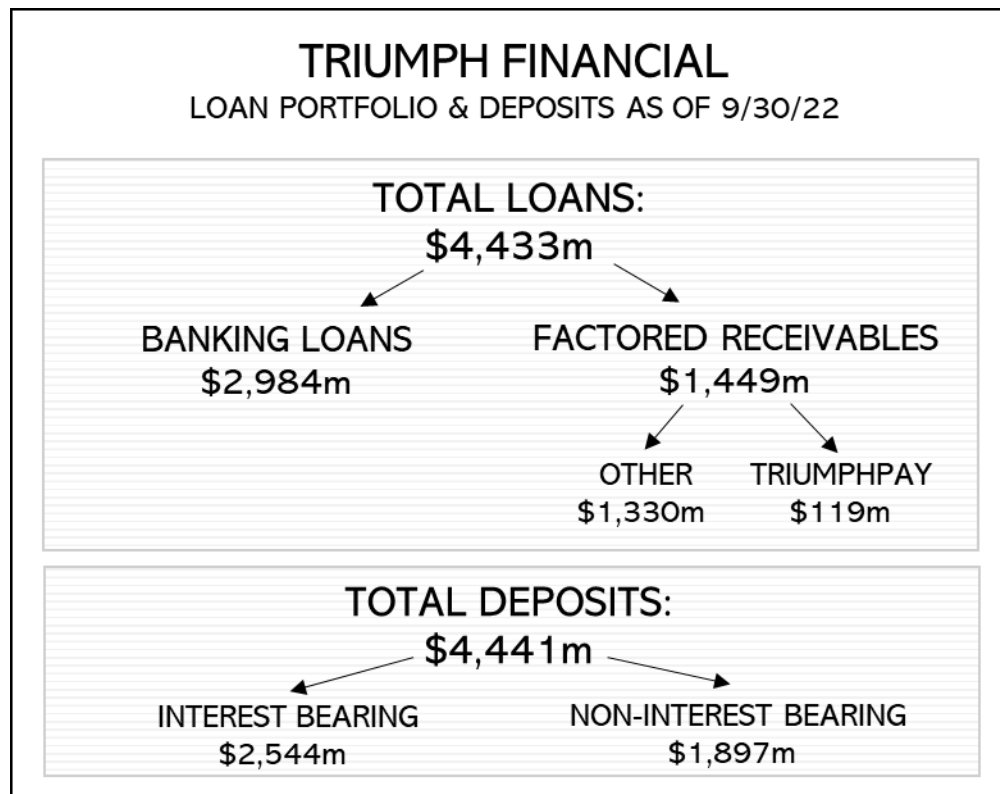 TRIUMPH FINANCIAL
LOAN PORTFOLIO & DEPOSITS AS OF 9/30/22
TOTAL LOANS:
$4,433m
BANKING LOANS
$2,984m
FACTORED RECEIVABLES
$1,449m
OTHER
$1,330m
TRIUMPHPAY
$119m
TOTAL DEPOSITS:
$4,441m
INTEREST BEARING
$2,544m
NON-INTEREST BEARING
$1,897m